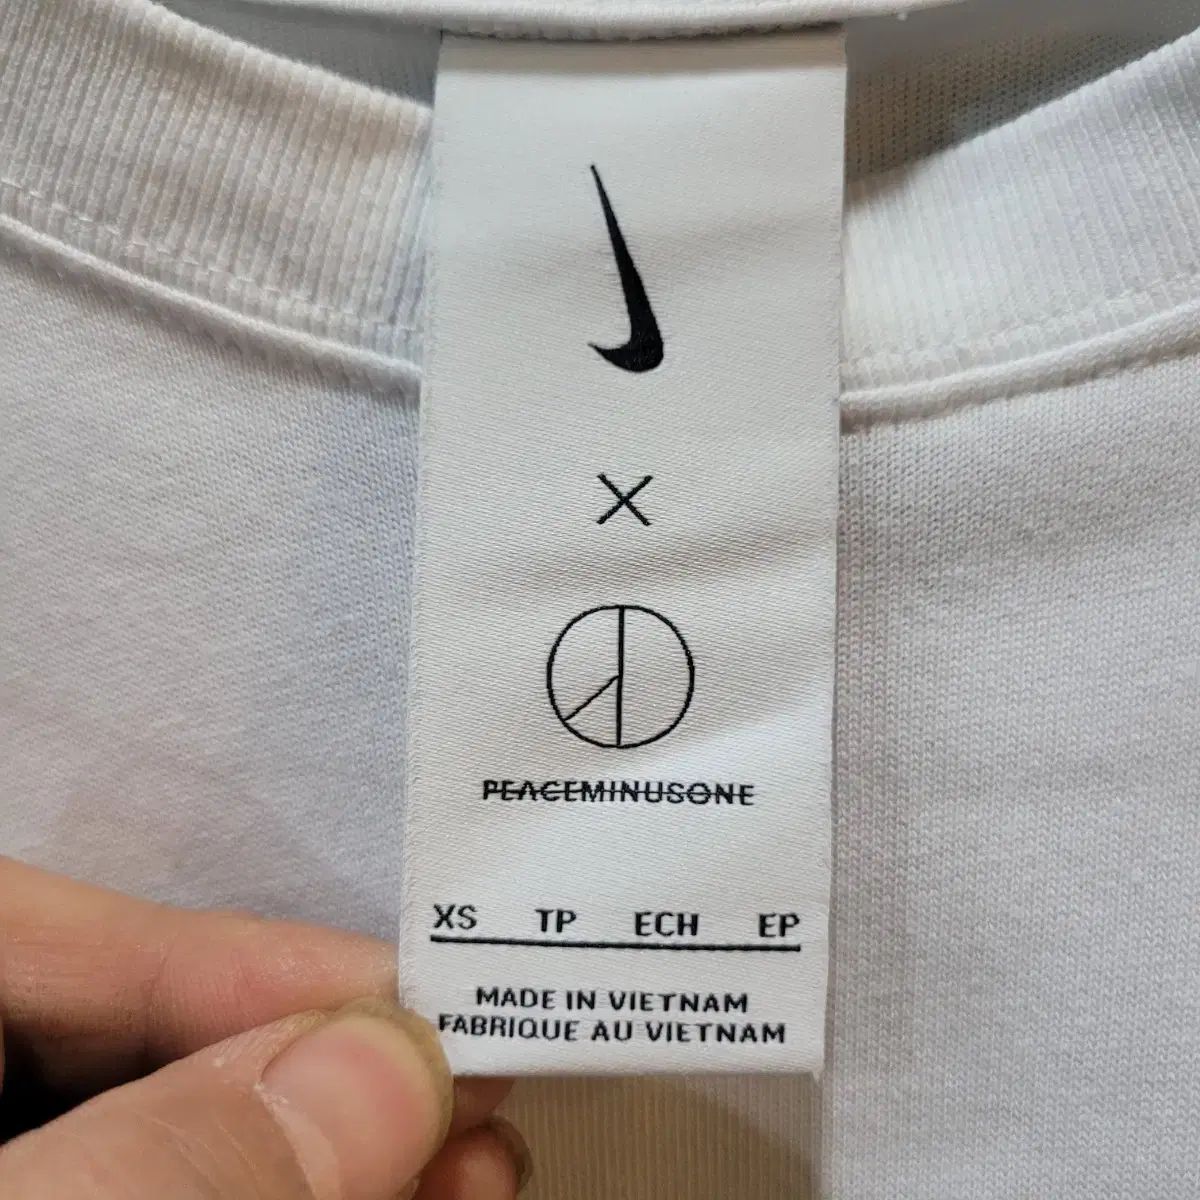 ×
PEACEMINUSONE
XS TP ECH EP
MADE IN VIETNAM
FABRIQUE AU VIETNAM